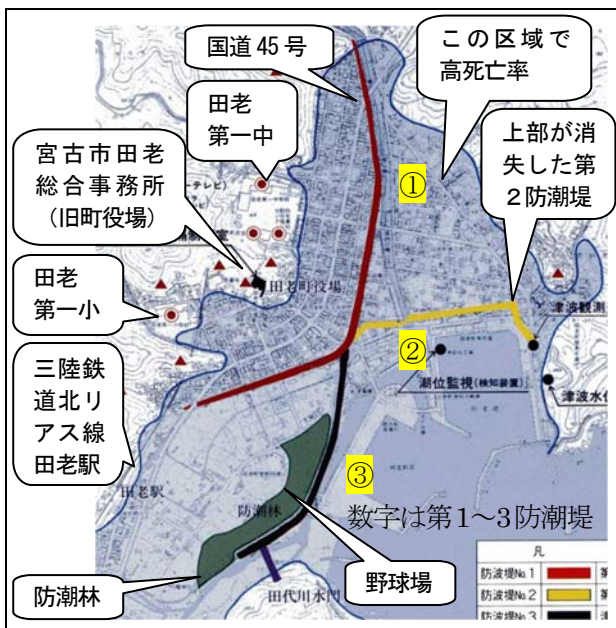 国道 45 号
この区域で
高死亡率
田老
第一中
上部が消
失した第
2防潮堤
宮古市田老
総合事務所
(旧町役場)
①
田老町役場
田老
第一小
津波観測
②
潮位監視(検知装置)
津波水位
三陸鉄
道北リ
アス線
田老駅
田老駅
③
数字は第1～3防潮堤
防潮林
防潮林
野球場
田代川水門
凡
防波堤No.1
防波堤No.2
防波堤No.3